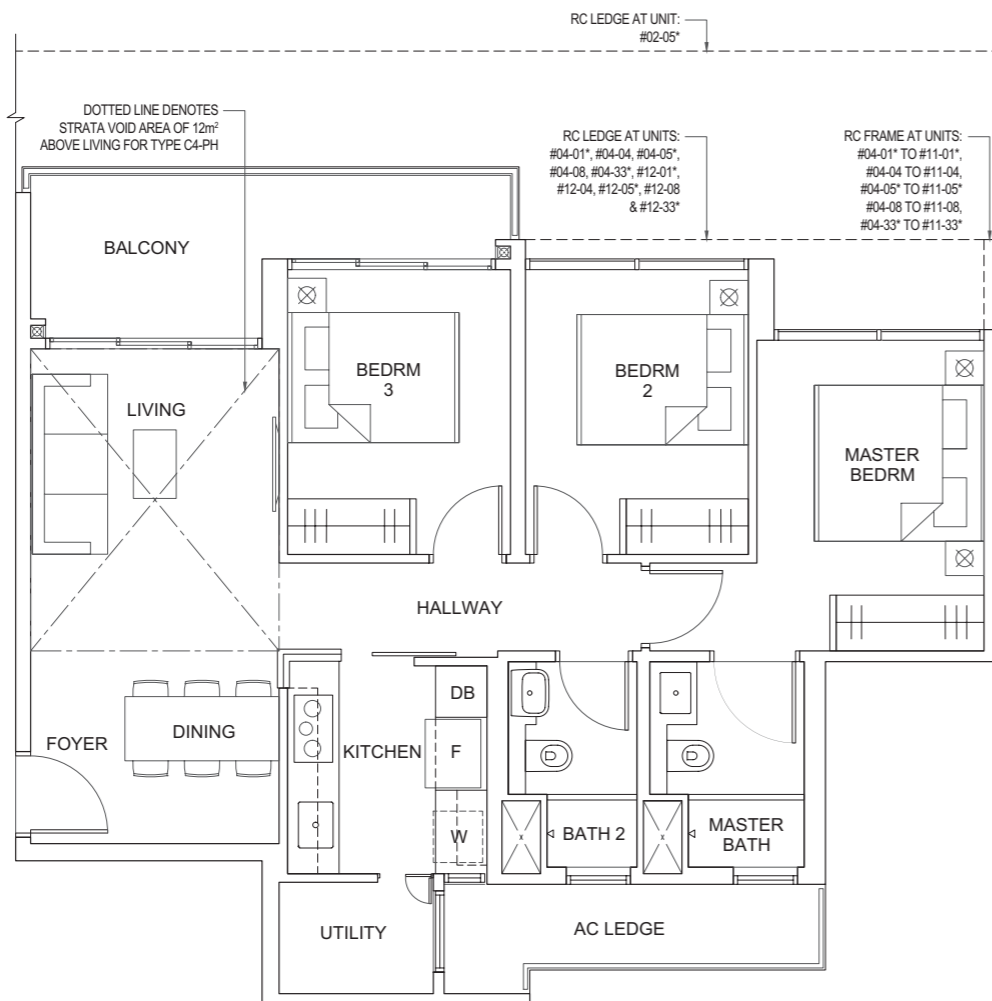 RC LEDGE AT UNIT:
#02-05*
DOTTED LINE DENOTES
STRATA VOID AREA OF 12m²
ABOVE LIVING FOR TYPE C4-PH
RC LEDGE AT UNITS:
#04-01*, #04-04, #04-05*,
#04-08, #04-33*, #12-01*,
#12-04, #12-05*, #12-08
& #12-33*
RC FRAME AT UNITS:
#04-01* TO #11-01*,
#04-04 TO #11-04,
#04-05* TO #11-05*
#04-08 TO #11-08,
#04-33* TO #11-33*
BALCONY
LIVING
BEDRM
3
BEDRM
2
MASTER
BEDRM
HALLWAY
FOYER
DINING
KITCHEN
DB
F
W
BATH 2
MASTER
BATH
UTILITY
AC LEDGE